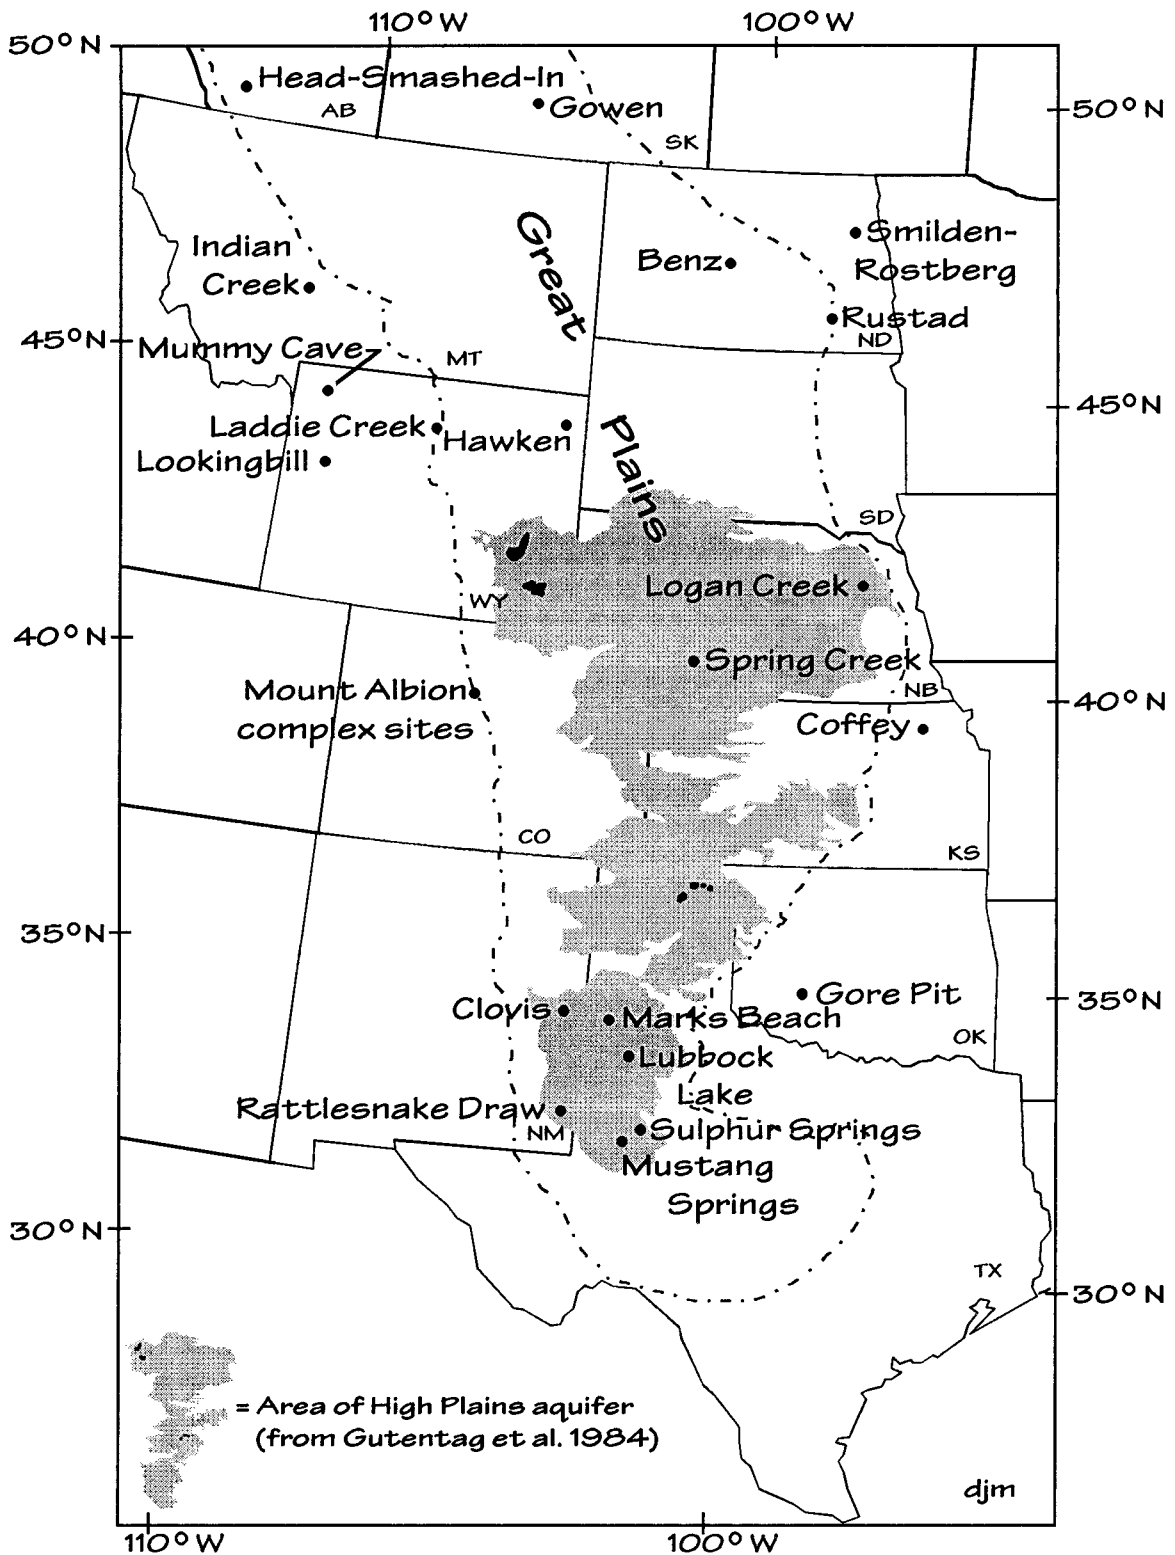 110° W
100° W
50° N
Head-Smashed-In
AB
Gowen
50° N
SK
Great
Indian
Creek
Benz
Smilden-
Rostberg
Rustad
45° N
Mummy Cave
MT
ND
45° N
Laddie Creek
Hawken
Lookingbill
Plains
SD
Logan Creek
WY
40° N
Spring Creek
Mount Albion
complex sites
NB
40° N
Coffey
CO
KS
35° N
Clovis
Marks Beach
Gore Pit
35° N
OK
Lubbock
Lake
Rattlesnake Draw
NM
Sulphur Springs
Mustang
Springs
30° N
TX
30° N
= Area of High Plains aquifer
(from Gutentag et al. 1984)
djm
110° W
100° W